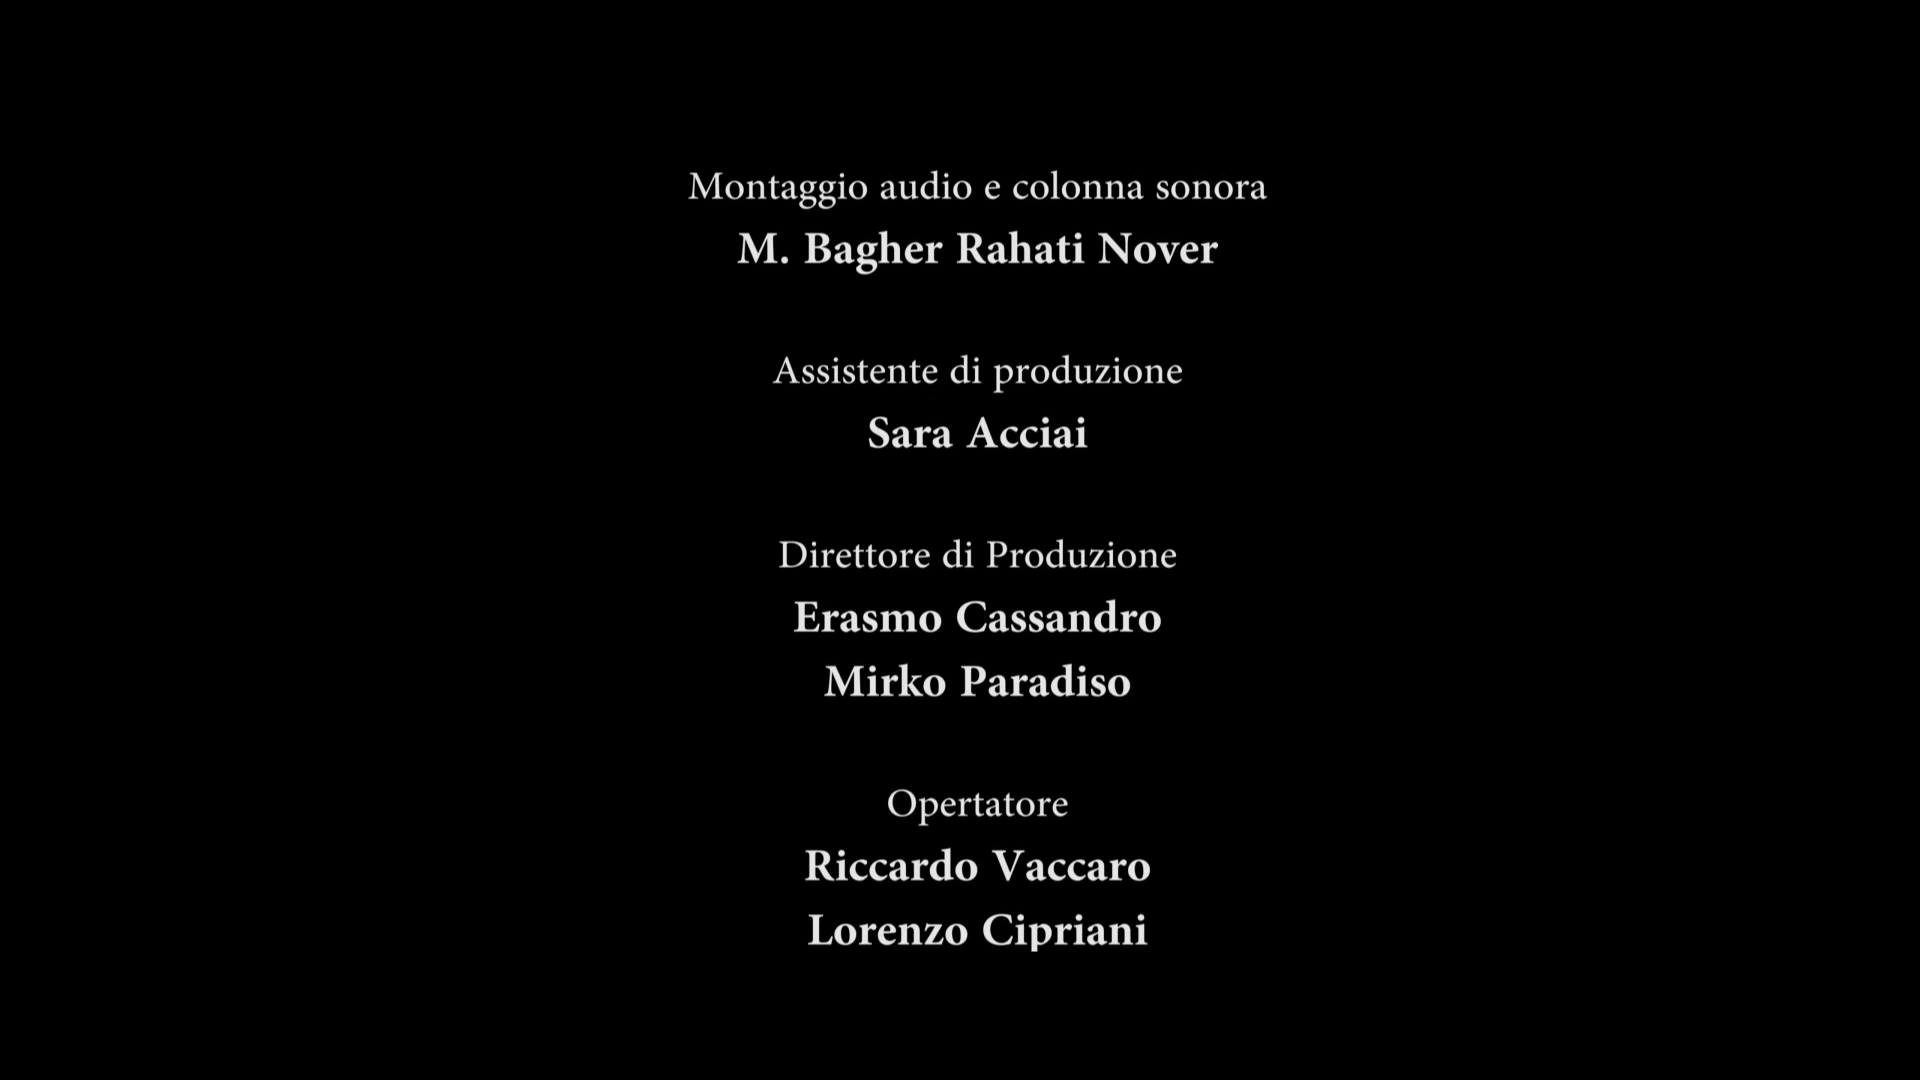 Montaggio audio e colonna sonora
M. Bagher Rahati Nover
Assistente di produzione
Sara Acciai
Direttore di Produzione
Erasmo Cassandro
Mirko Paradiso
Opertatore
Riccardo Vaccaro
Lorenzo Cipriani